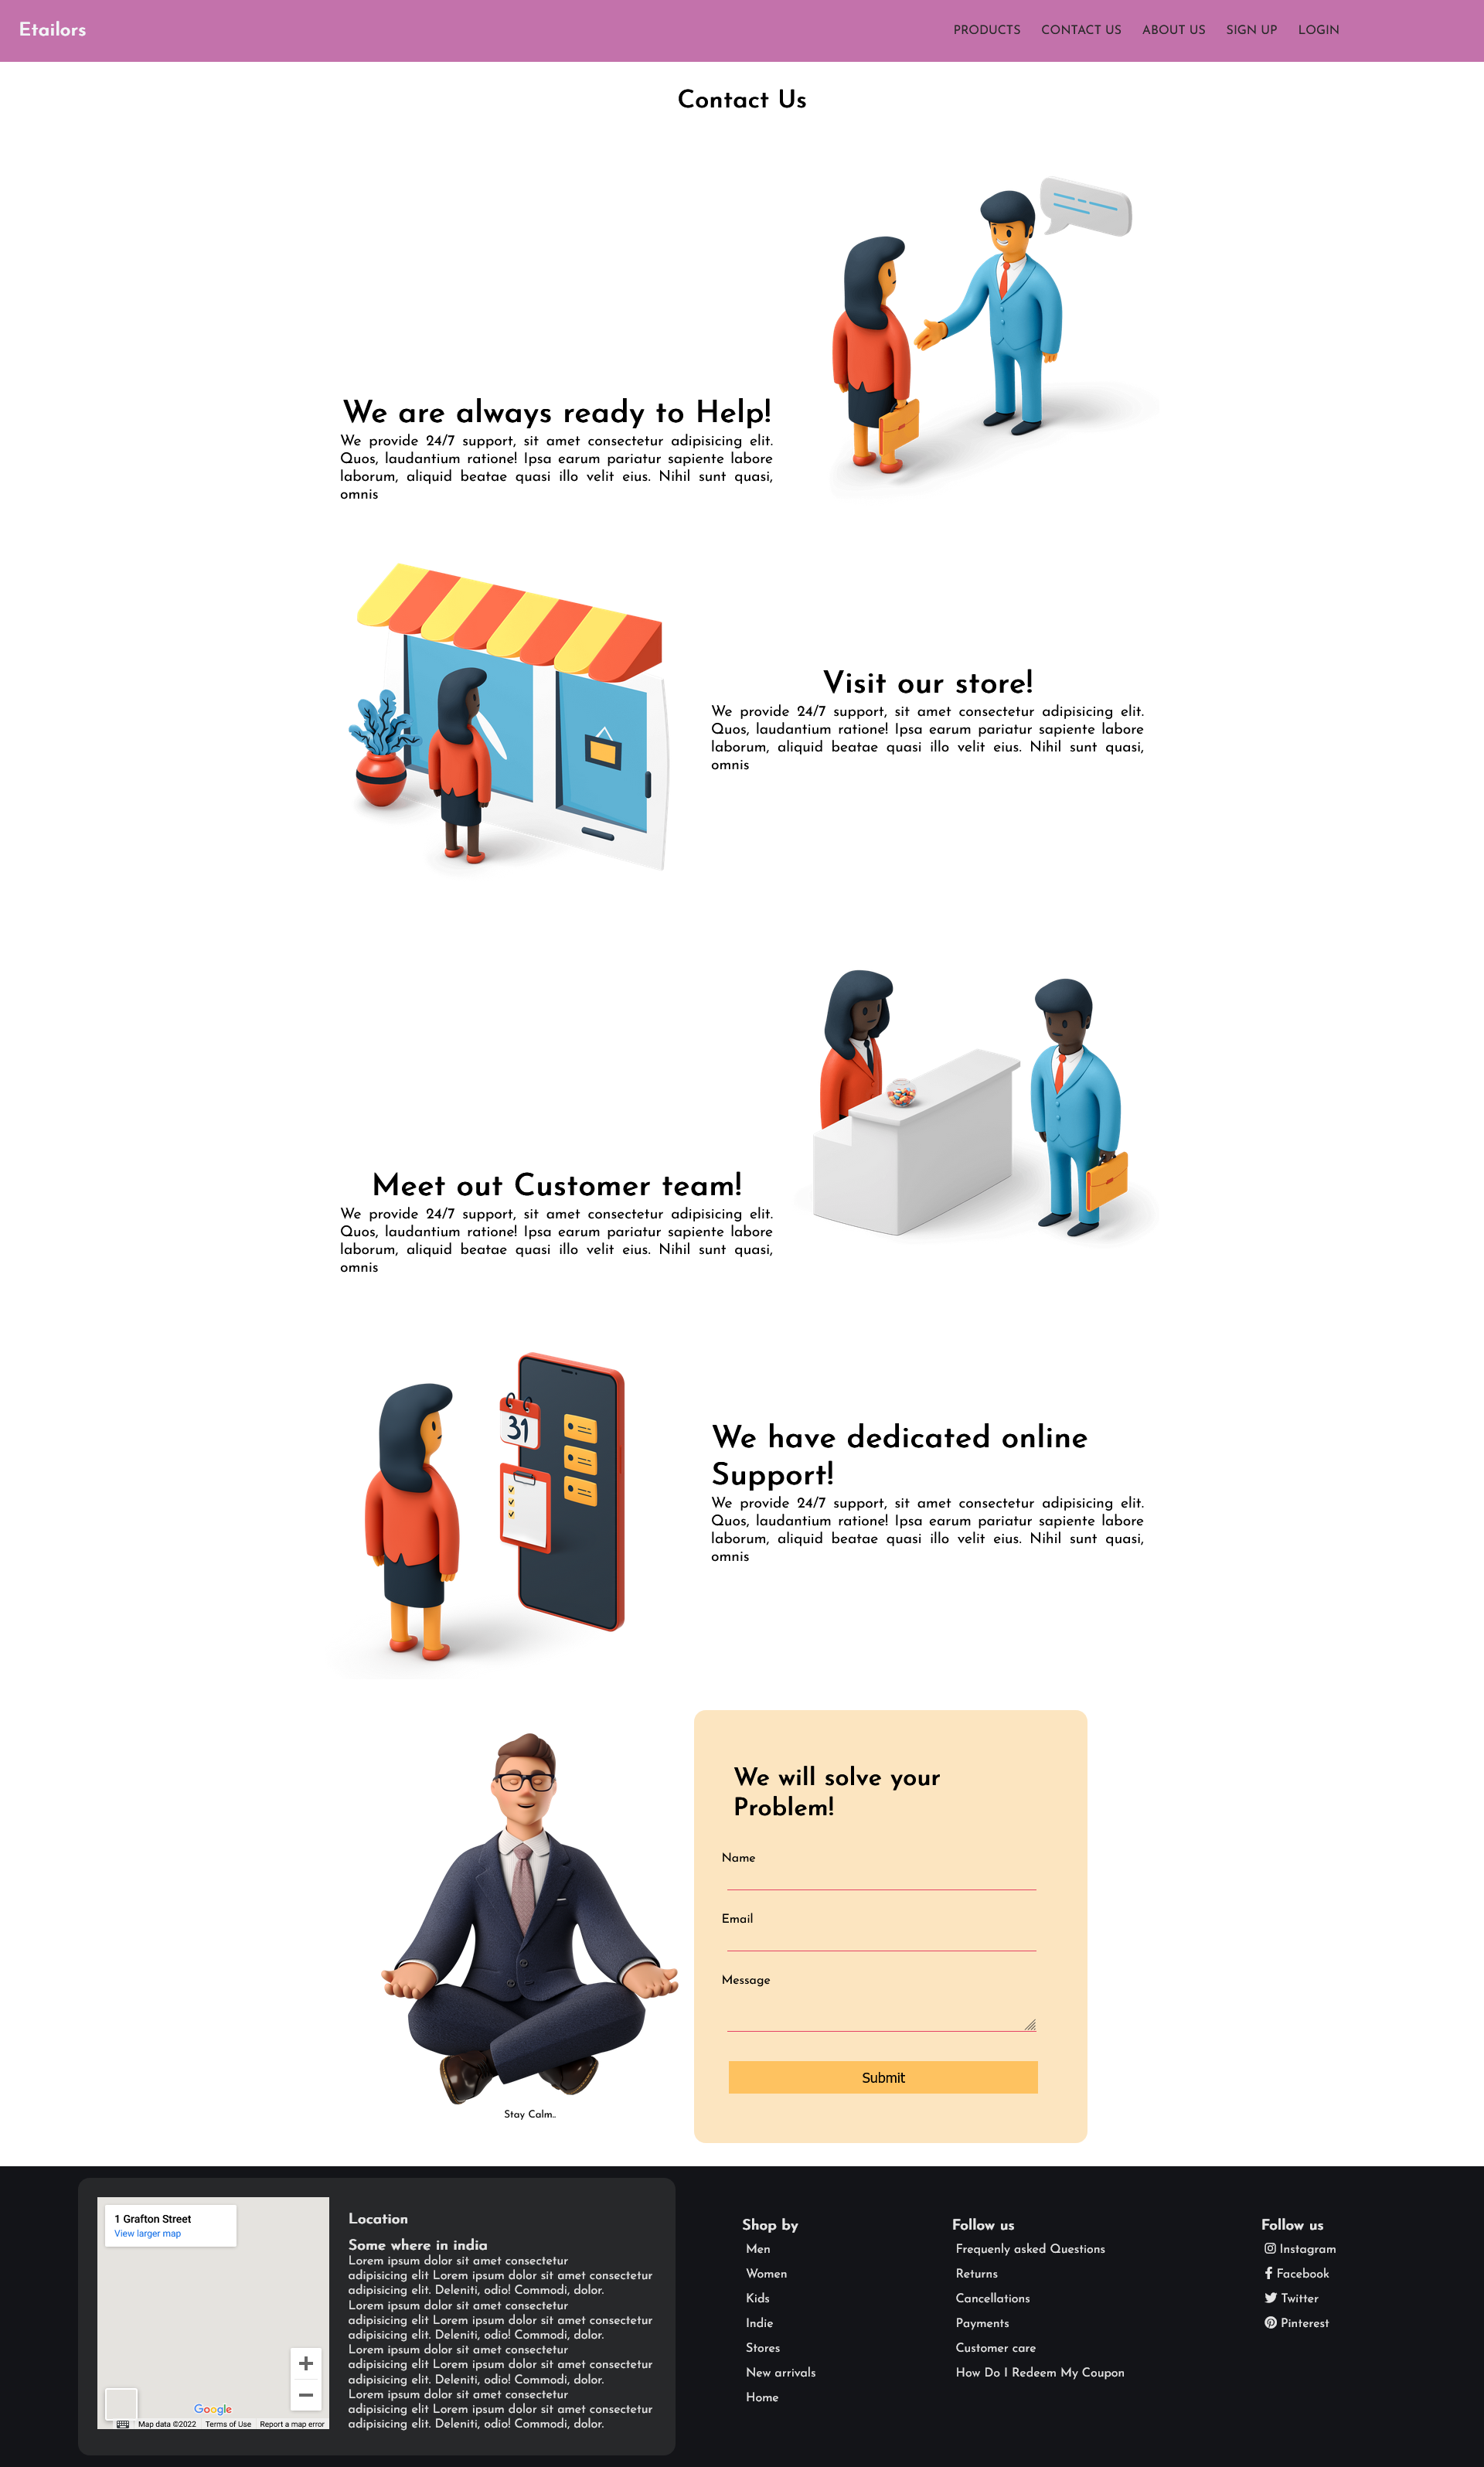 Etailors
PRODUCTS CONTACT US ABOUT US SIGN UP LOGIN
Contact Us
We are always ready to Help!
We provide 24/7 support, sit amet consectetur adipisicing elit.
Quos, laudantium ratione! Ipsa earum pariatur sapiente labore
laborum, aliquid beatae quasi illo velit eius. Nihil sunt quasi,
omnis
Visit our store!
We provide 24/7 support, sit amet consectetur adipisicing elit.
Quos, laudantium ratione! Ipsa earum pariatur sapiente labore
laborum, aliquid beatae quasi illo velit eius. Nihil sunt quasi,
omnis
Meet out Customer team!
We provide 24/7 support, sit amet consectetur adipisicing elit.
Quos, laudantium ratione! Ipsa earum pariatur sapiente labore
laborum, aliquid beatae quasi illo velit eius. Nihil sunt quasi,
omnis
31
We have dedicated online
Support!
We provide 24/7 support, sit amet consectetur adipisicing elit.
Quos, laudantium ratione! Ipsa earum pariatur sapiente labore
laborum, aliquid beatae quasi illo velit eius. Nihil sunt quasi,
omnis
Stay Calm..
We will solve your
Problem!
Name
Email
Message
Submit
1 Grafton Street
View larger map
Google
Map data ©2022 Terms of Use Report a map error
Location
Some where in india
Lorem ipsum dolor sit amet consectetur
adipisicing elit Lorem ipsum dolor sit amet consectetur
adipisicing elit. Deleniti, odio! Commodi, dolor.
Lorem ipsum dolor sit amet consectetur
adipisicing elit Lorem ipsum dolor sit amet consectetur
adipisicing elit. Deleniti, odio! Commodi, dolor.
Lorem ipsum dolor sit amet consectetur
adipisicing elit Lorem ipsum dolor sit amet consectetur
adipisicing elit. Deleniti, odio! Commodi, dolor.
Lorem ipsum dolor sit amet consectetur
adipisicing elit Lorem ipsum dolor sit amet consectetur
adipisicing elit. Deleniti, odio! Commodi, dolor.
Shop by
Men
Women
Kids
Indie
Stores
New arrivals
Home
Follow us
Frequenly asked Questions
Returns
Cancellations
Payments
Customer care
How Do I Redeem My Coupon
Follow us
Instagram
Facebook
Twitter
Pinterest